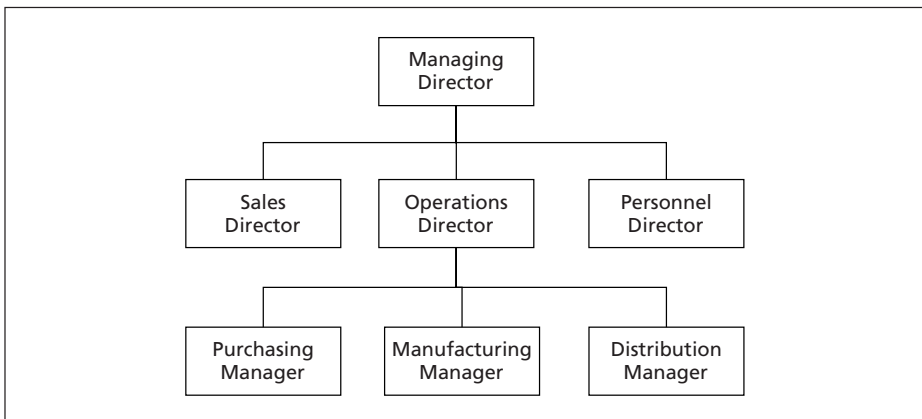 Managing
Director
Sales
Director
Operations
Director
Personnel
Director
Purchasing
Manager
Manufacturing
Manager
Distribution
Manager